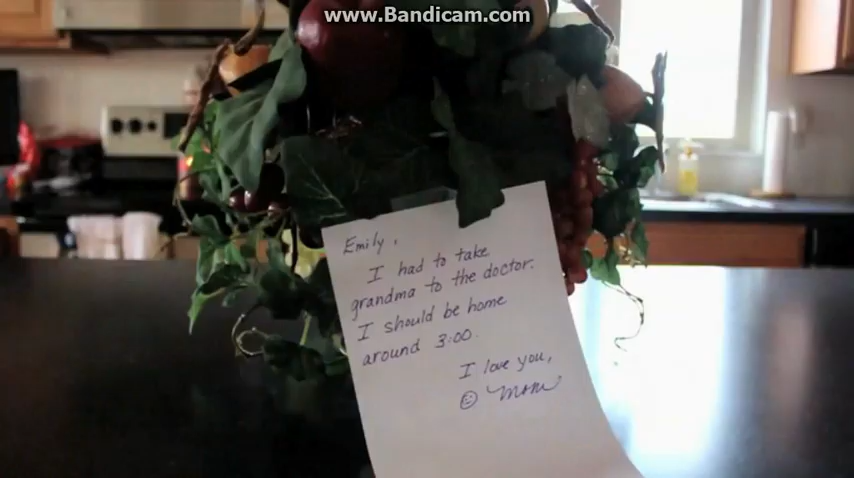 www.Bandicam.com
Emily,
I had to take
grandma to the doctor.
I should be home
around 3:00.
I love you,
☺ Mom